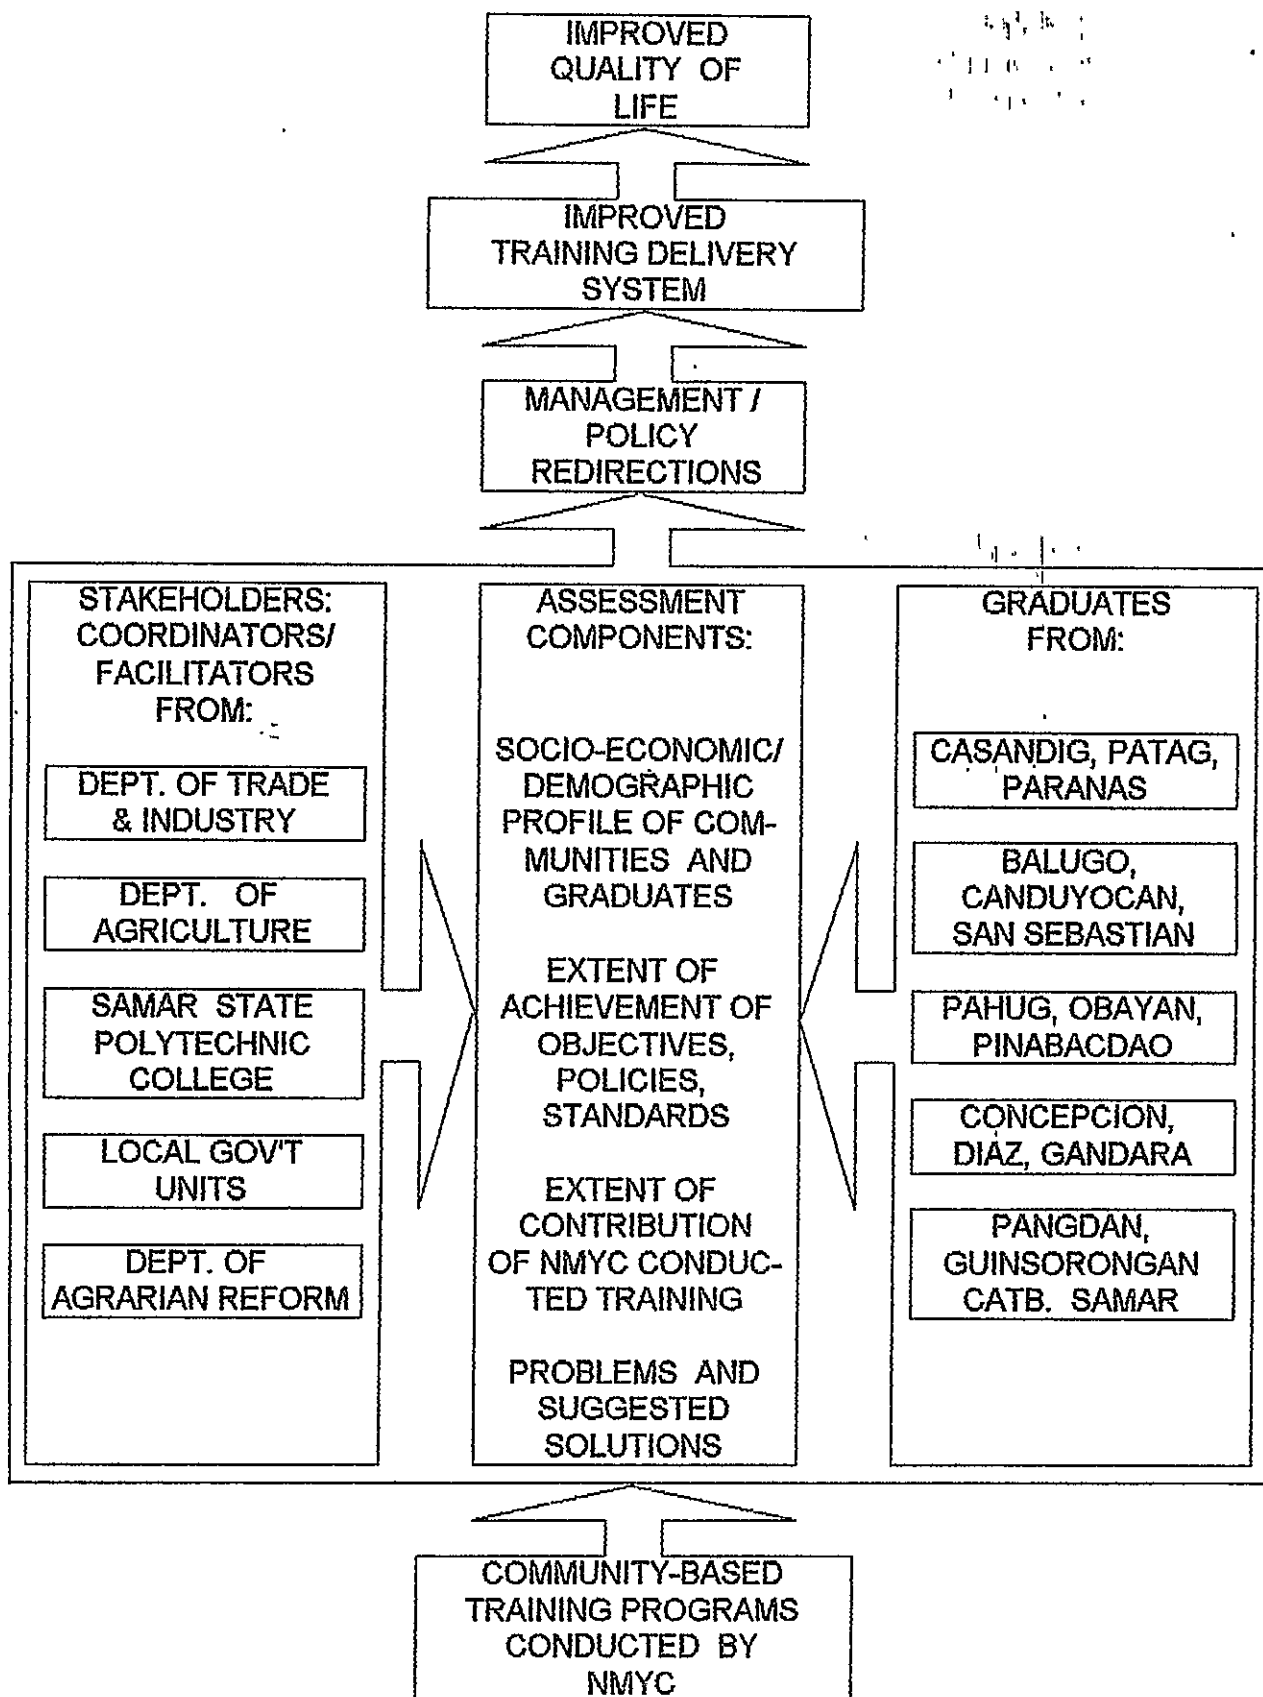 IMPROVED
QUALITY OF
LIFE
IMPROVED
TRAINING DELIVERY
SYSTEM
MANAGEMENT /
POLICY
REDIRECTIONS
STAKEHOLDERS:
COORDINATORS/
FACILITATORS
FROM:
DEPT. OF TRADE
& INDUSTRY
DEPT. OF
AGRICULTURE
SAMAR STATE
POLYTECHNIC
COLLEGE
LOCAL GOV'T
UNITS
DEPT. OF
AGRARIAN REFORM
ASSESSMENT
COMPONENTS:
SOCIO-ECONOMIC/
DEMOGRAPHIC
PROFILE OF COM-
MUNITIES AND
GRADUATES
EXTENT OF
ACHIEVEMENT OF
OBJECTIVES,
POLICIES,
STANDARDS
EXTENT OF
CONTRIBUTION
OF NMYC CONDUC-
TED TRAINING
PROBLEMS AND
SUGGESTED
SOLUTIONS
GRADUATES
FROM:
CASANDIG, PATAG,
PARANAS
BALUGO,
CANDUYOCAN,
SAN SEBASTIAN
PAHUG, OBAYAN,
PINABACDAO
CONCEPCION,
DIAZ, GANDARA
PANGDAN,
GUINSORONGAN
CATB. SAMAR
COMMUNITY-BASED
TRAINING PROGRAMS
CONDUCTED BY
NMYC